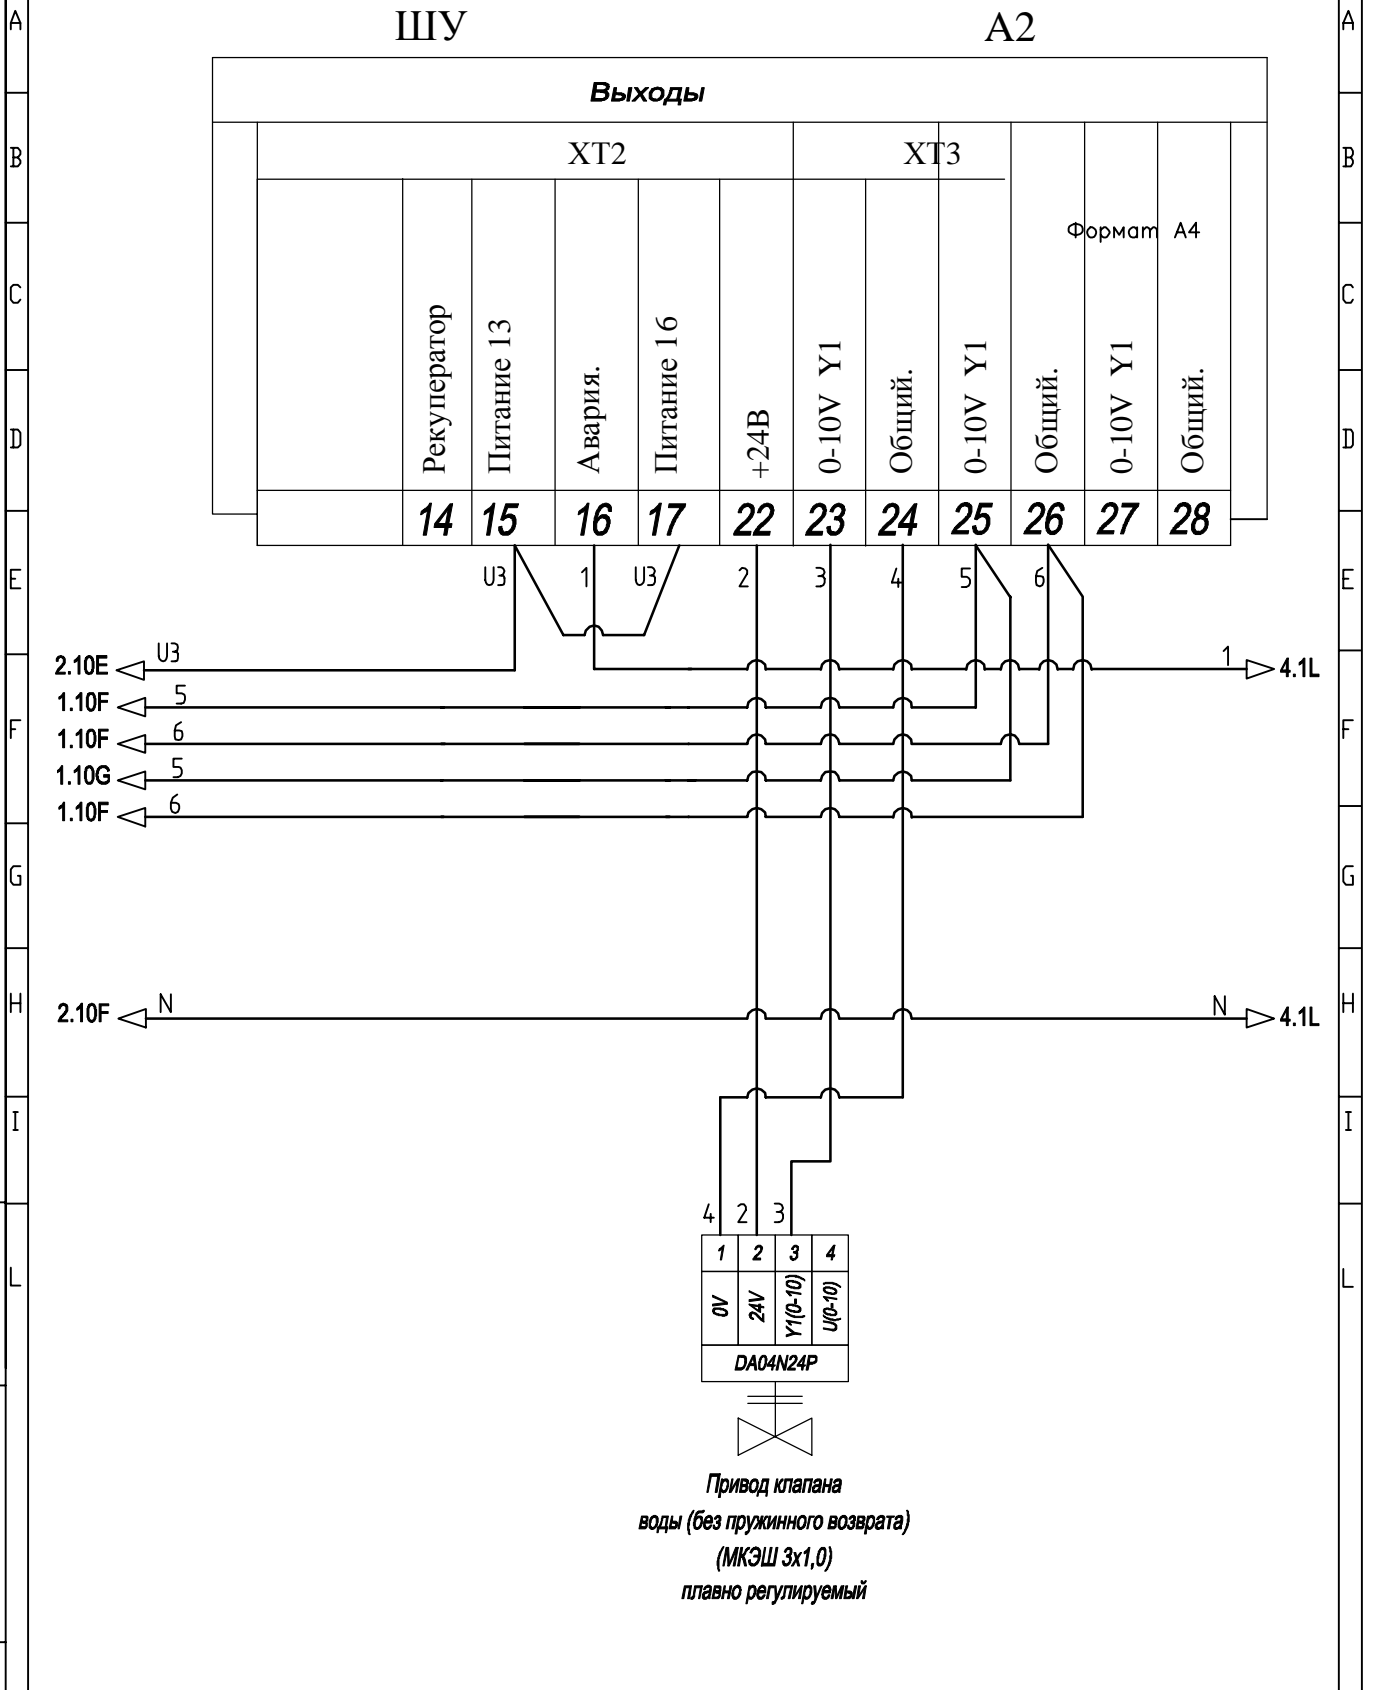 ШУ А2
A A
Выходы
B ХТ2 ХТ3 B
Формат А4
C C
Рекуператор
Питание 13
Авария.
Питание 16
+24В
0-10V Y1
Общий.
0-10V Y1
Общий.
0-10V Y1
Общий.
D D
14 15 16 17 22 23 24 25 26 27 28
E U3 1 U3 2 3 4 5 6 E
2.10E U3 1 4.1L
1.10F 5
F F
1.10F 6
1.10G 5
1.10F 6
G G
H H
2.10F N N 4.1L
I I
4 2 3
1 2 3 4
L L
0V
24V
Y1(0-10)
U(0-10)
DA04N24P
Привод клапана
воды (без пружинного возврата)
(МКЭШ 3х1,0)
плавно регулируемый